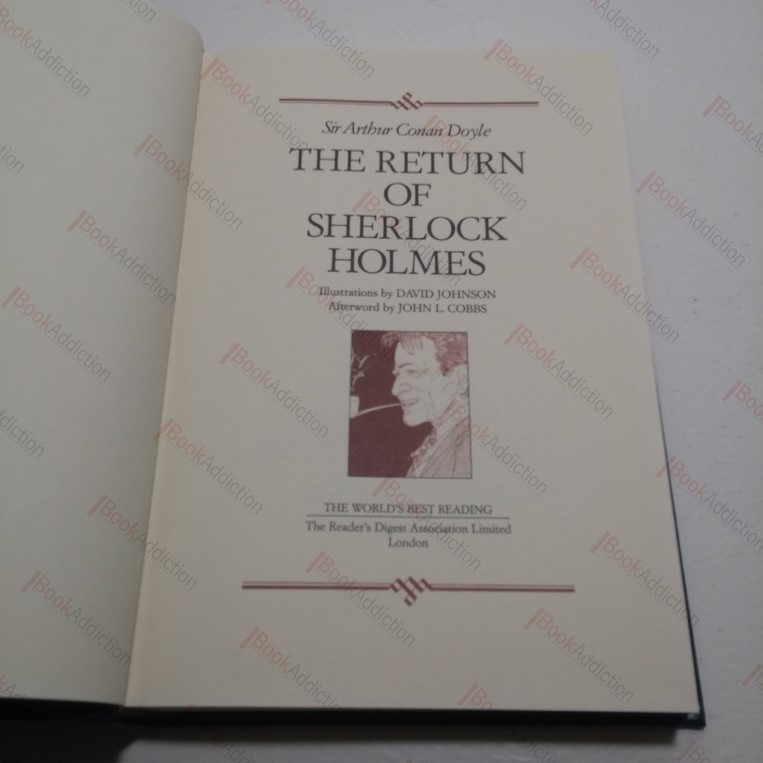 Sir Arthur Conan Doyle
THE RETURN
OF
SHERLOCK
HOLMES
Illustrations by DAVID JOHNSON
Afterword by JOHN L. COBBS
THE WORLD'S BEST READING
The Reader's Digest Association Limited
London
BookAddiction